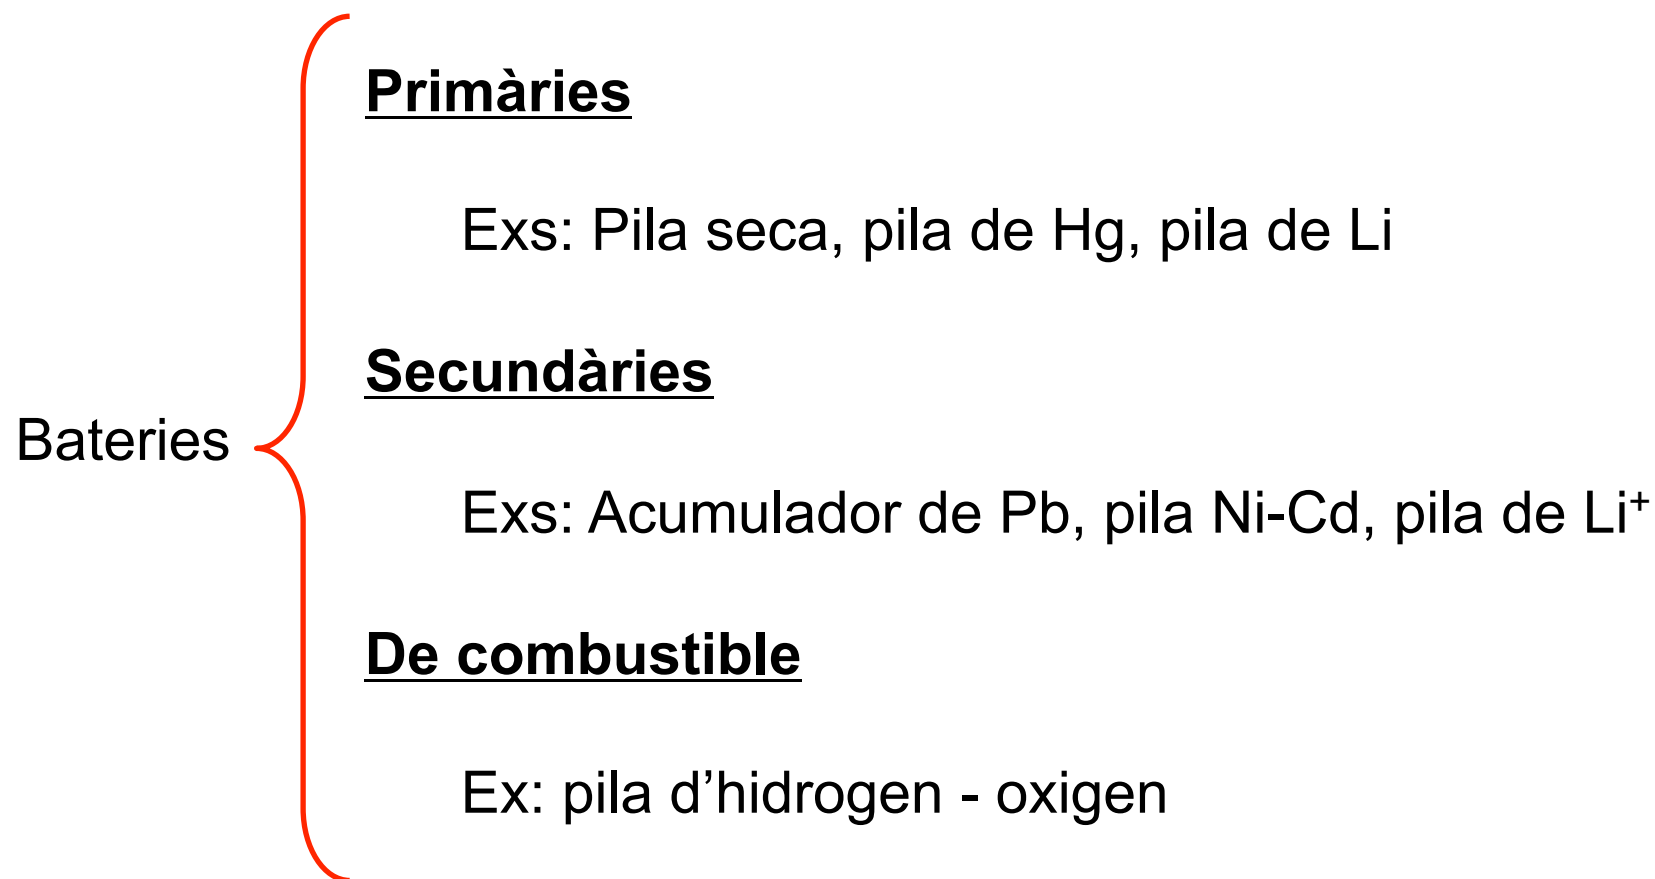 Primàries
Exs: Pila seca, pila de Hg, pila de Li
Secundàries
Bateries
Exs: Acumulador de Pb, pila Ni-Cd, pila de Li⁺
De combustible
Ex: pila d’hidrogen - oxigen